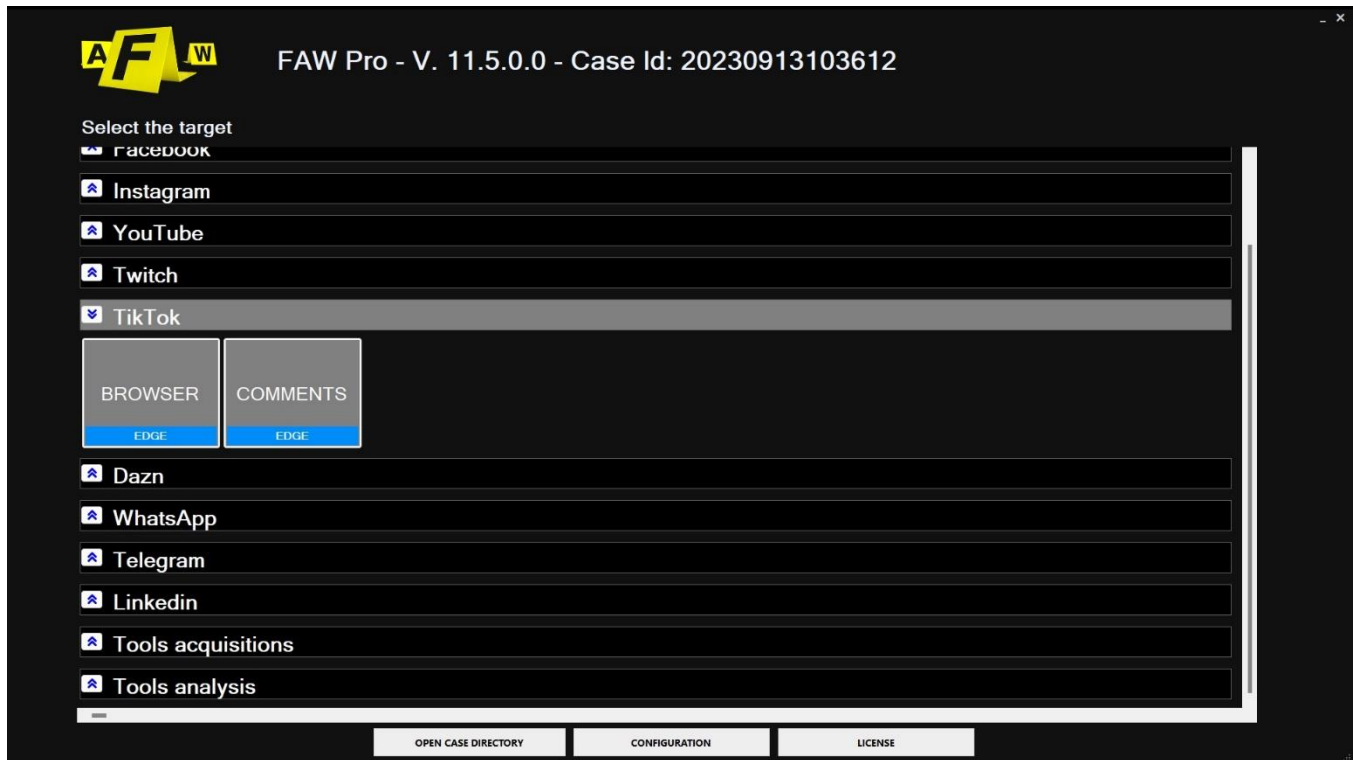 AFW
FAW Pro - V. 11.5.0.0 - Case Id: 20230913103612
Select the target
Facebook
Instagram
YouTube
Twitch
TikTok
BROWSER COMMENTS
EDGE EDGE
Dazn
WhatsApp
Telegram
Linkedin
Tools acquisitions
Tools analysis
OPEN CASE DIRECTORY CONFIGURATION LICENSE